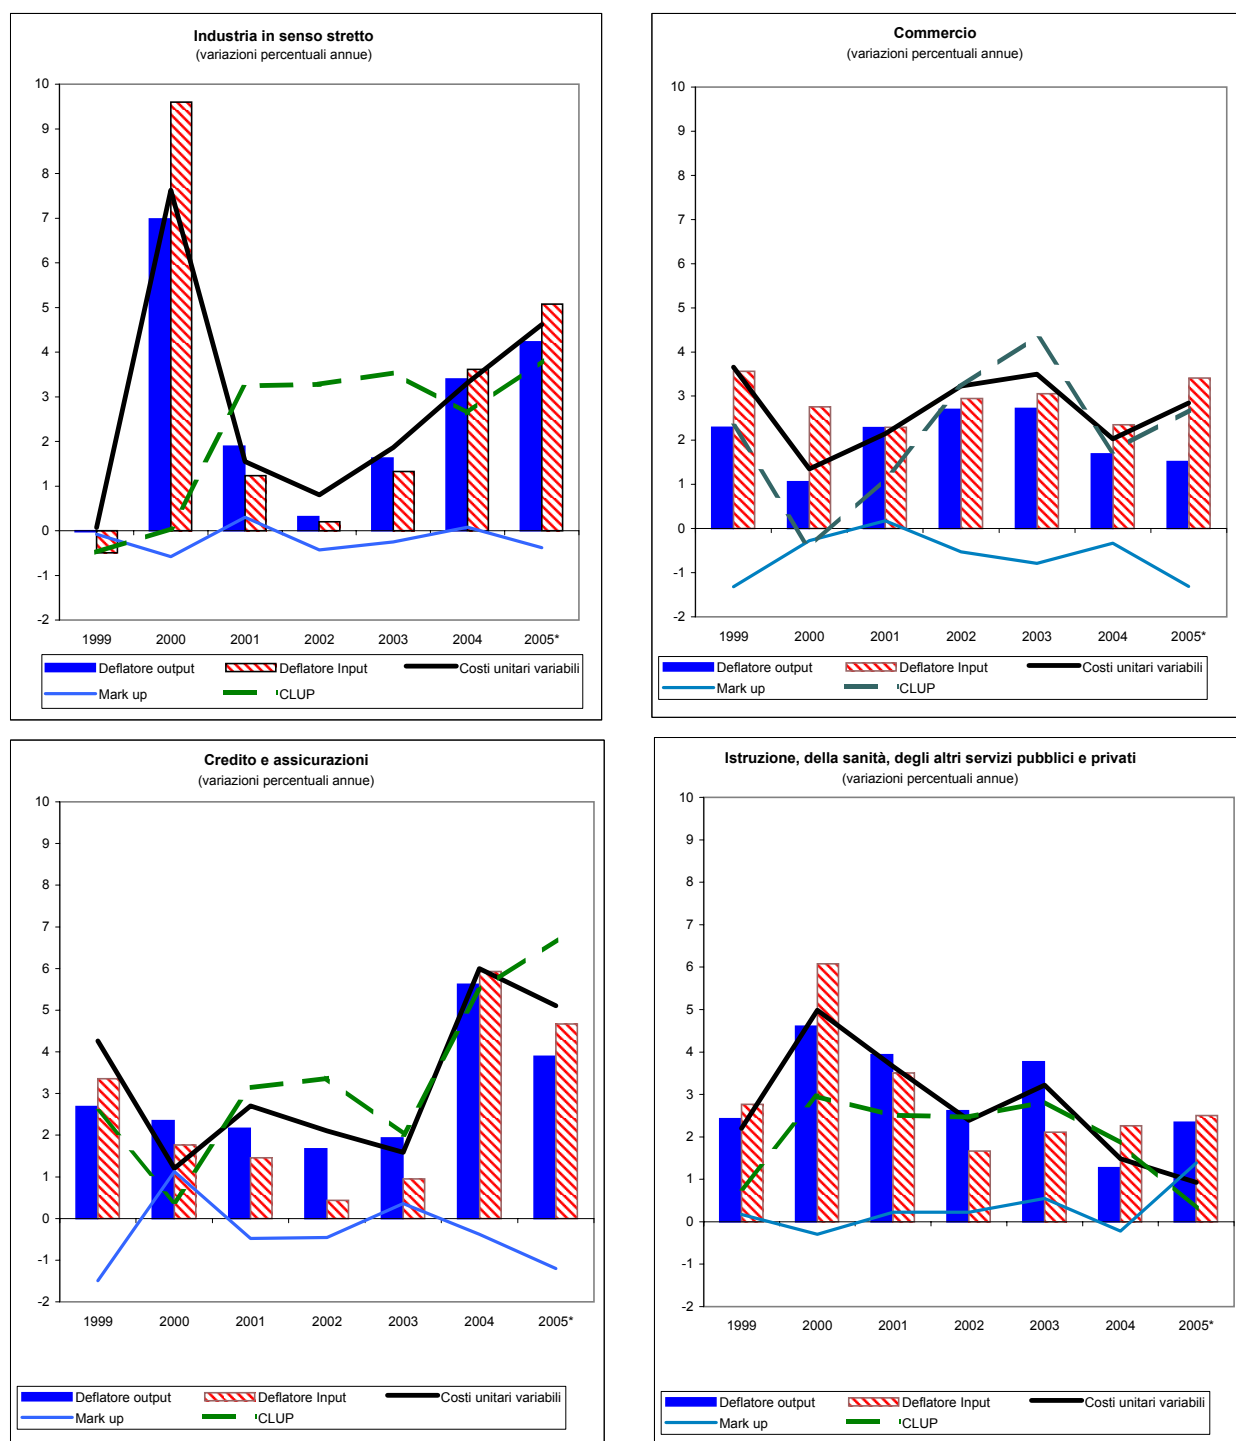 Industria in senso stretto
(variazioni percentuali annue)
10
9
8
7
6
5
4
3
2
1
0
-1
-2
1999 2000 2001 2002 2003 2004 2005*
Deflatore output Deflatore Input Costi unitari variabili
Mark up 'CLUP
Commercio
(variazioni percentuali annue)
10
9
8
7
6
5
4
3
2
1
0
-1
-2
1999 2000 2001 2002 2003 2004 2005*
Deflatore output Deflatore Input Costi unitari variabili
Mark up 'CLUP
Credito e assicurazioni
(variazioni percentuali annue)
10
9
8
7
6
5
4
3
2
1
0
-1
-2
1999 2000 2001 2002 2003 2004 2005*
Deflatore output Deflatore Input Costi unitari variabili
Mark up 'CLUP
Istruzione, della sanità, degli altri servizi pubblici e privati
(variazioni percentuali annue)
10
9
8
7
6
5
4
3
2
1
0
-1
-2
1999 2000 2001 2002 2003 2004 2005*
Deflatore output Deflatore Input Costi unitari variabili
Mark up 'CLUP